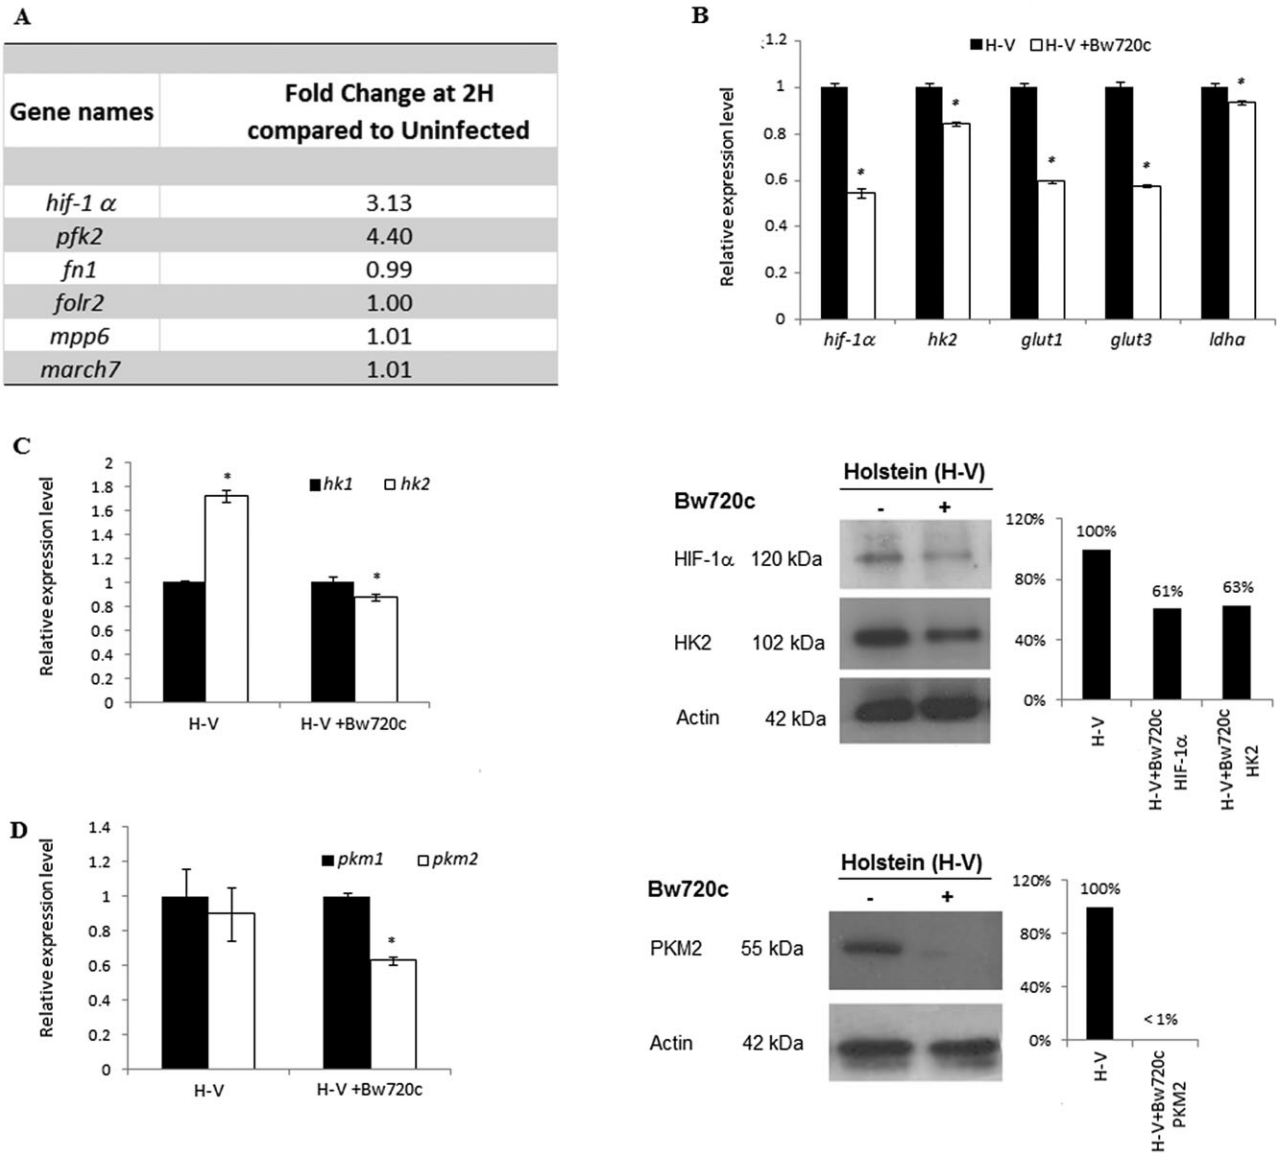 A
Gene names
Fold Change at 2H
compared to Uninfected
hif-1 α 3.13
pfk2 4.40
fn1 0.99
folr2 1.00
mpp6 1.01
march7 1.01
B
H-V H-V +Bw720c
Relative expression level
1.2
1
0.8
0.6
0.4
0.2
0
* * * * *
hif-1α hk2 glut1 glut3 ldha
C
Relative expression level
hk1 hk2
2
1.8
1.6
1.4
1.2
1
0.8
0.6
0.4
0.2
0
* *
H-V H-V +Bw720c
Holstein (H-V)
Bw720c - +
HIF-1α 120 kDa
HK2 102 kDa
Actin 42 kDa
120%
80%
40%
0%
100% 61% 63%
H-V
H-V+Bw720c
HIF-1α
H-V+Bw720c
HK2
D
Relative expression level
pkm1 pkm2
1.4
1.2
1
0.8
0.6
0.4
0.2
0
*
H-V H-V +Bw720c
Holstein (H-V)
Bw720c - +
PKM2 55 kDa
Actin 42 kDa
120%
80%
40%
0%
100% < 1%
H-V
H-V+Bw720c
PKM2